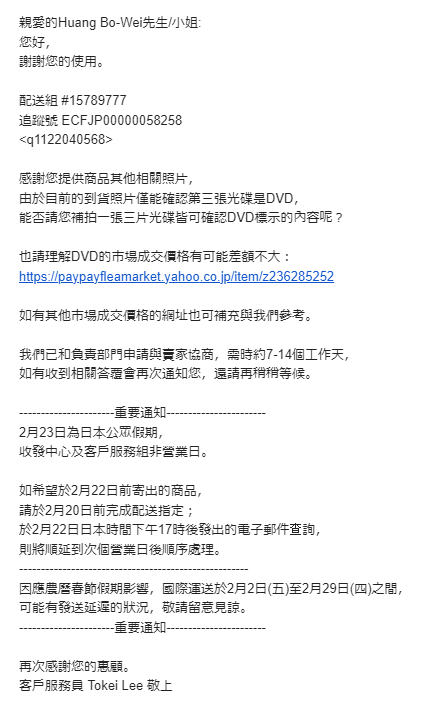 親愛的Huang Bo-Wei先生/小姐:
您好，
謝謝您的使用。
配送組 #15789777
追蹤號 ECFJP00000058258
<q1122040568>
感謝您提供商品其他相關照片，
由於目前的到貨照片僅能確認第三張光碟是DVD，
能否請您補拍一張三片光碟皆可確認DVD標示的內容呢？
也請理解DVD的市場成交價格有可能差額不大：
https://paypayfleamarket.yahoo.co.jp/item/z236285252
如有其他市場成交價格的網址也可補充與我們參考。
我們已和負責部門申請與賣家協商，需時約7-14個工作天，
如有收到相關答覆會再次通知您，還請再稍稍等候。
----------------------重要通知-----------------------
2月23日為日本公眾假期，
收發中心及客戶服務組非營業日。
如希望於2月22日前寄出的商品，
請於2月20日前完成配送指定；
於2月22日日本時間下午17時後發出的電子郵件查詢，
則將順延到次個營業日後順序處理。
-----------------------------------------------------
因應農曆春節假期影響，國際運送於2月2日(五)至2月29日(四)之間，
可能有發送延遲的狀況，敬請留意見諒。
----------------------重要通知-----------------------
再次感謝您的惠顧。
客戶服務員 Tokei Lee 敬上